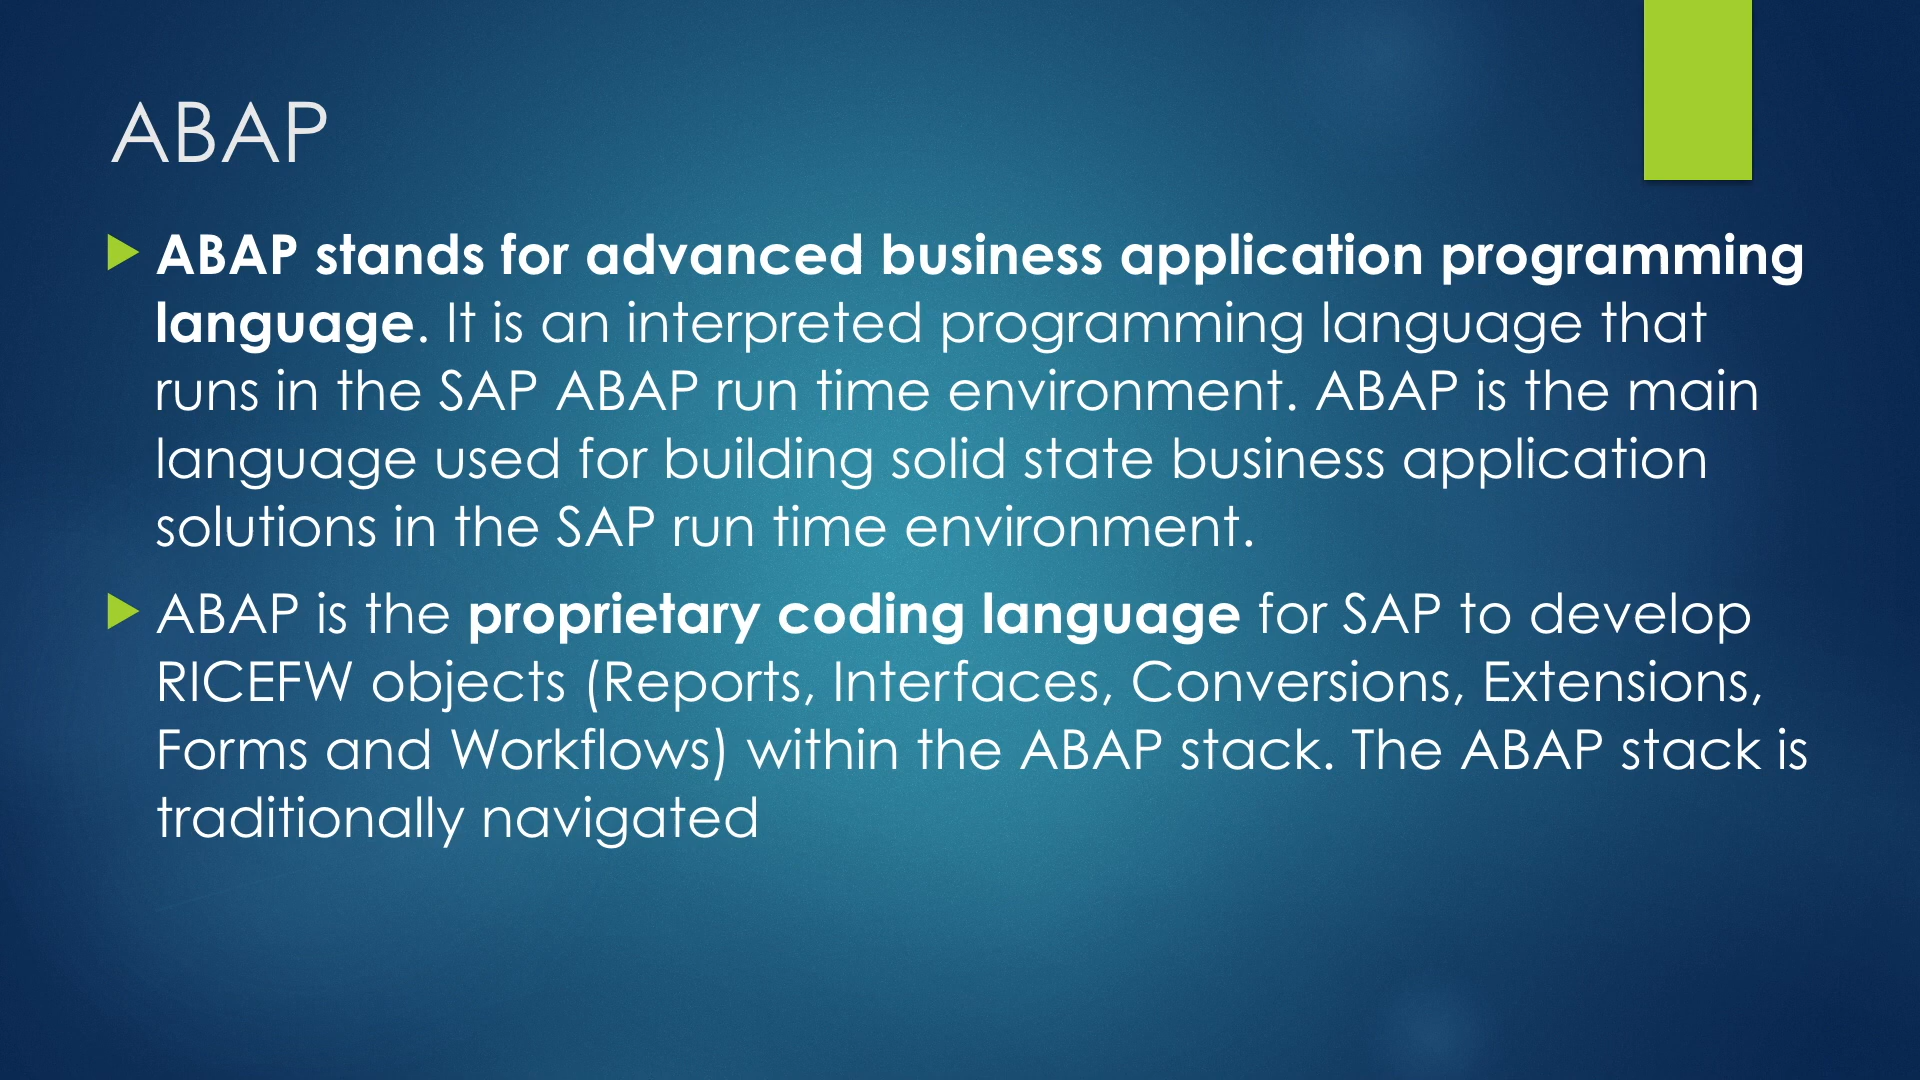 ABAP
ABAP stands for advanced business application programming
language. It is an interpreted programming language that
runs in the SAP ABAP run time environment. ABAP is the main
language used for building solid state business application
solutions in the SAP run time environment.
ABAP is the proprietary coding language for SAP to develop
RICEFW objects (Reports, Interfaces, Conversions, Extensions,
Forms and Workflows) within the ABAP stack. The ABAP stack is
traditionally navigated